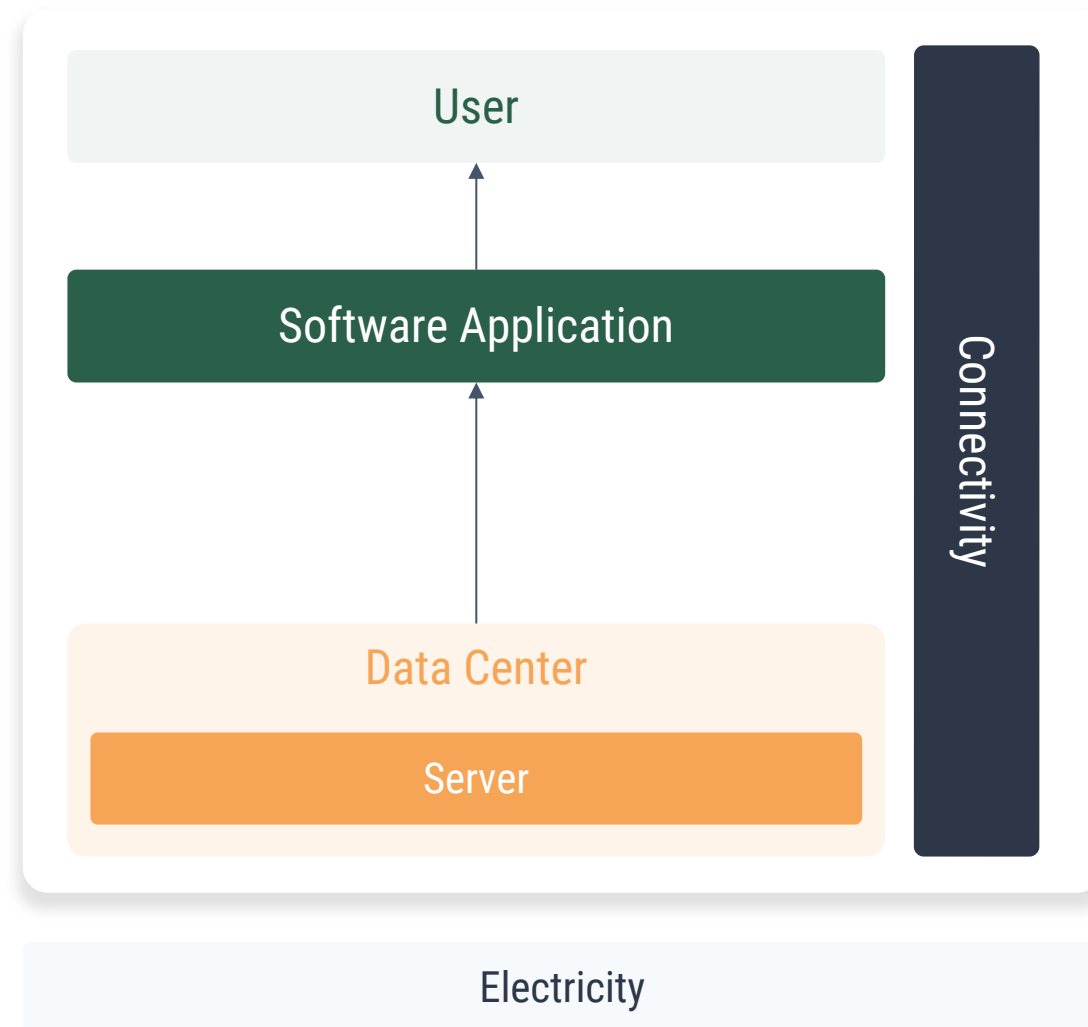 User
Software Application
Connectivity
Data Center
Server
Electricity